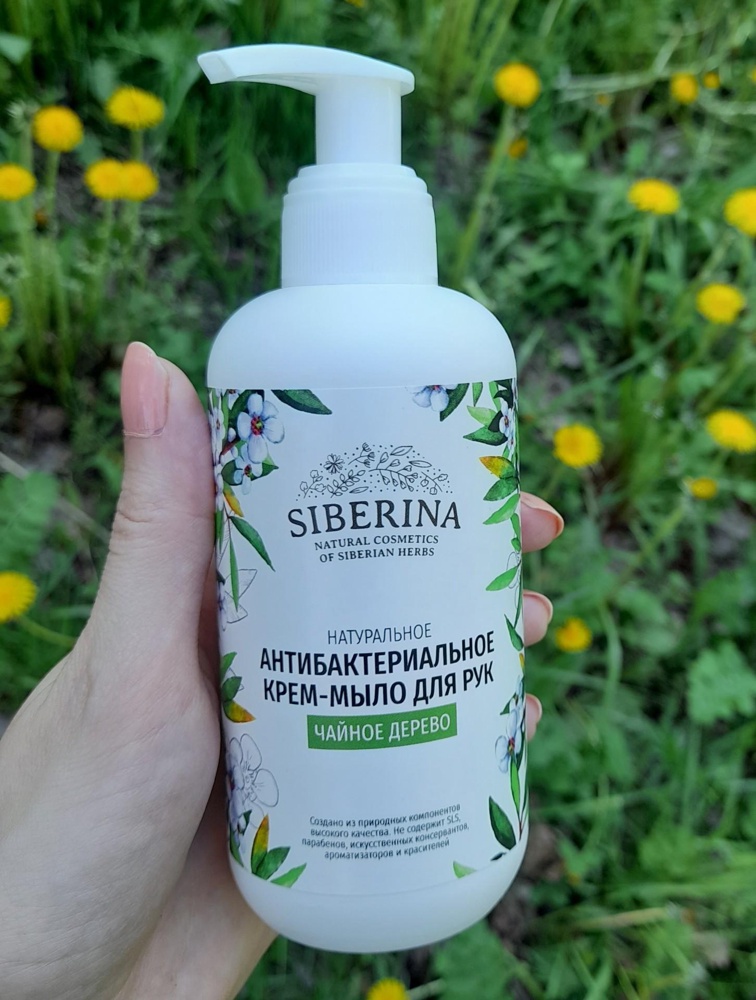 SIBERINA
NATURAL COSMETICS
OF SIBERIAN HERBS
НАТУРАЛЬНОЕ
АНТИБАКТЕРИАЛЬНОЕ
КРЕМ-МЫЛО ДЛЯ РУК
ЧАЙНОЕ ДЕРЕВО
Создано из природных компонентов
высокого качества. Не содержит SLS,
парабенов, искусственных консервантов,
ароматизаторов и красителей